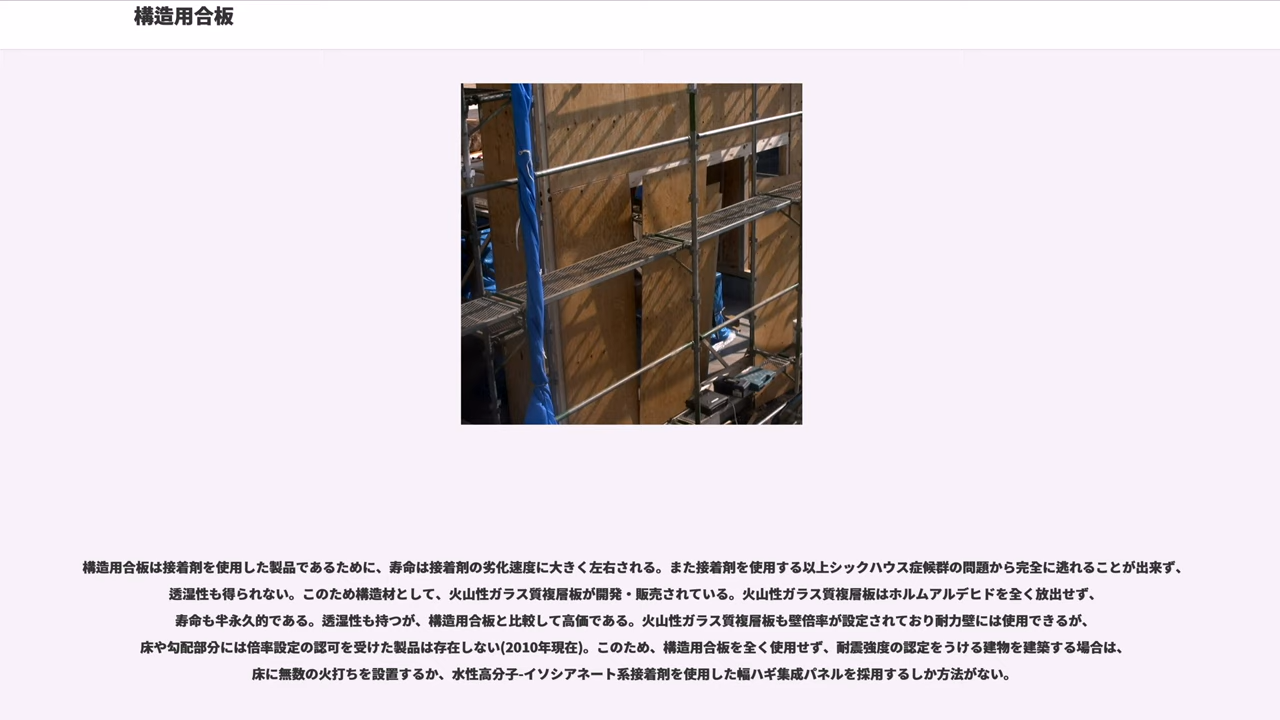 構造用合板
構造用合板は接着剤を使用した製品であるために、寿命は接着剤の劣化速度に大きく左右される。また接着剤を使用する以上シックハウス症候群の問題から完全に逃れることが出来ず、
透湿性も得られない。このため構造材として、火山性ガラス質複層板が開発・販売されている。火山性ガラス質複層板はホルムアルデヒドを全く放出せず、
寿命も半永久的である。透湿性も持つが、構造用合板と比較して高価である。火山性ガラス質複層板も壁倍率が設定されており耐力壁には使用できるが、
床や勾配部分には倍率設定の認可を受けた製品は存在しない(2010年現在)。このため、構造用合板を全く使用せず、耐震強度の認定をうける建物を建築する場合は、
床に無数の火打ちを設置するか、水性高分子-イソシアネート系接着剤を使用した幅ハギ集成パネルを採用するしか方法がない。